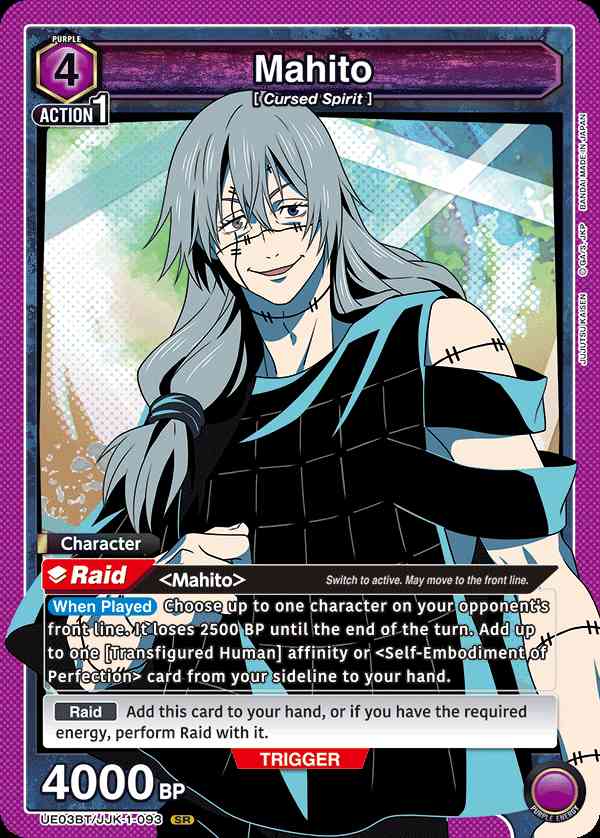 PURPLE
4
ACTION 1
Mahito
[ Cursed Spirit ]
BANDAI MADE IN JAPAN
JUJUTSU KAISEN © GA/S, JKP
Character
Raid <Mahito> Switch to active. May move to the front line.
When Played Choose up to one character on your opponent's
front line. It loses 2500 BP until the end of the turn. Add up
to one [Transfigured Human] affinity or <Self-Embodiment of
Perfection> card from your sideline to your hand.
Raid Add this card to your hand, or if you have the required
energy, perform Raid with it.
TRIGGER
4000 BP
UE03BT/JJK-1-093 SR
PURPLE ENERGY